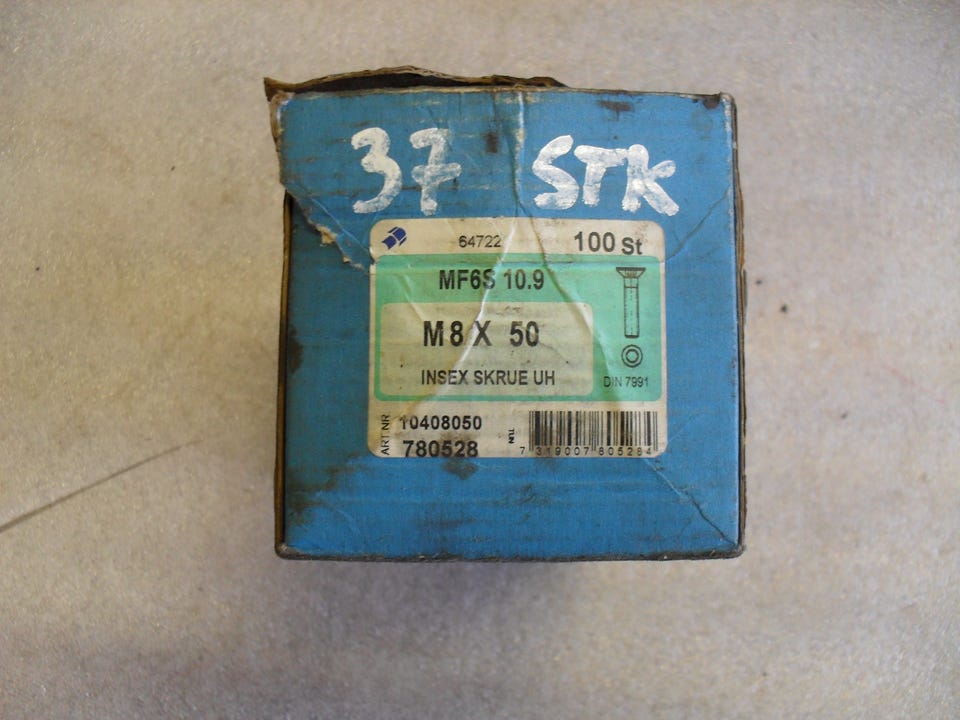 37 STK
64722 100 St
MF6S 10.9
M8 X 50
INSEX SKRUE UH
DIN 7991
ART NR 10408050
780528
TUN
7 319007 805284